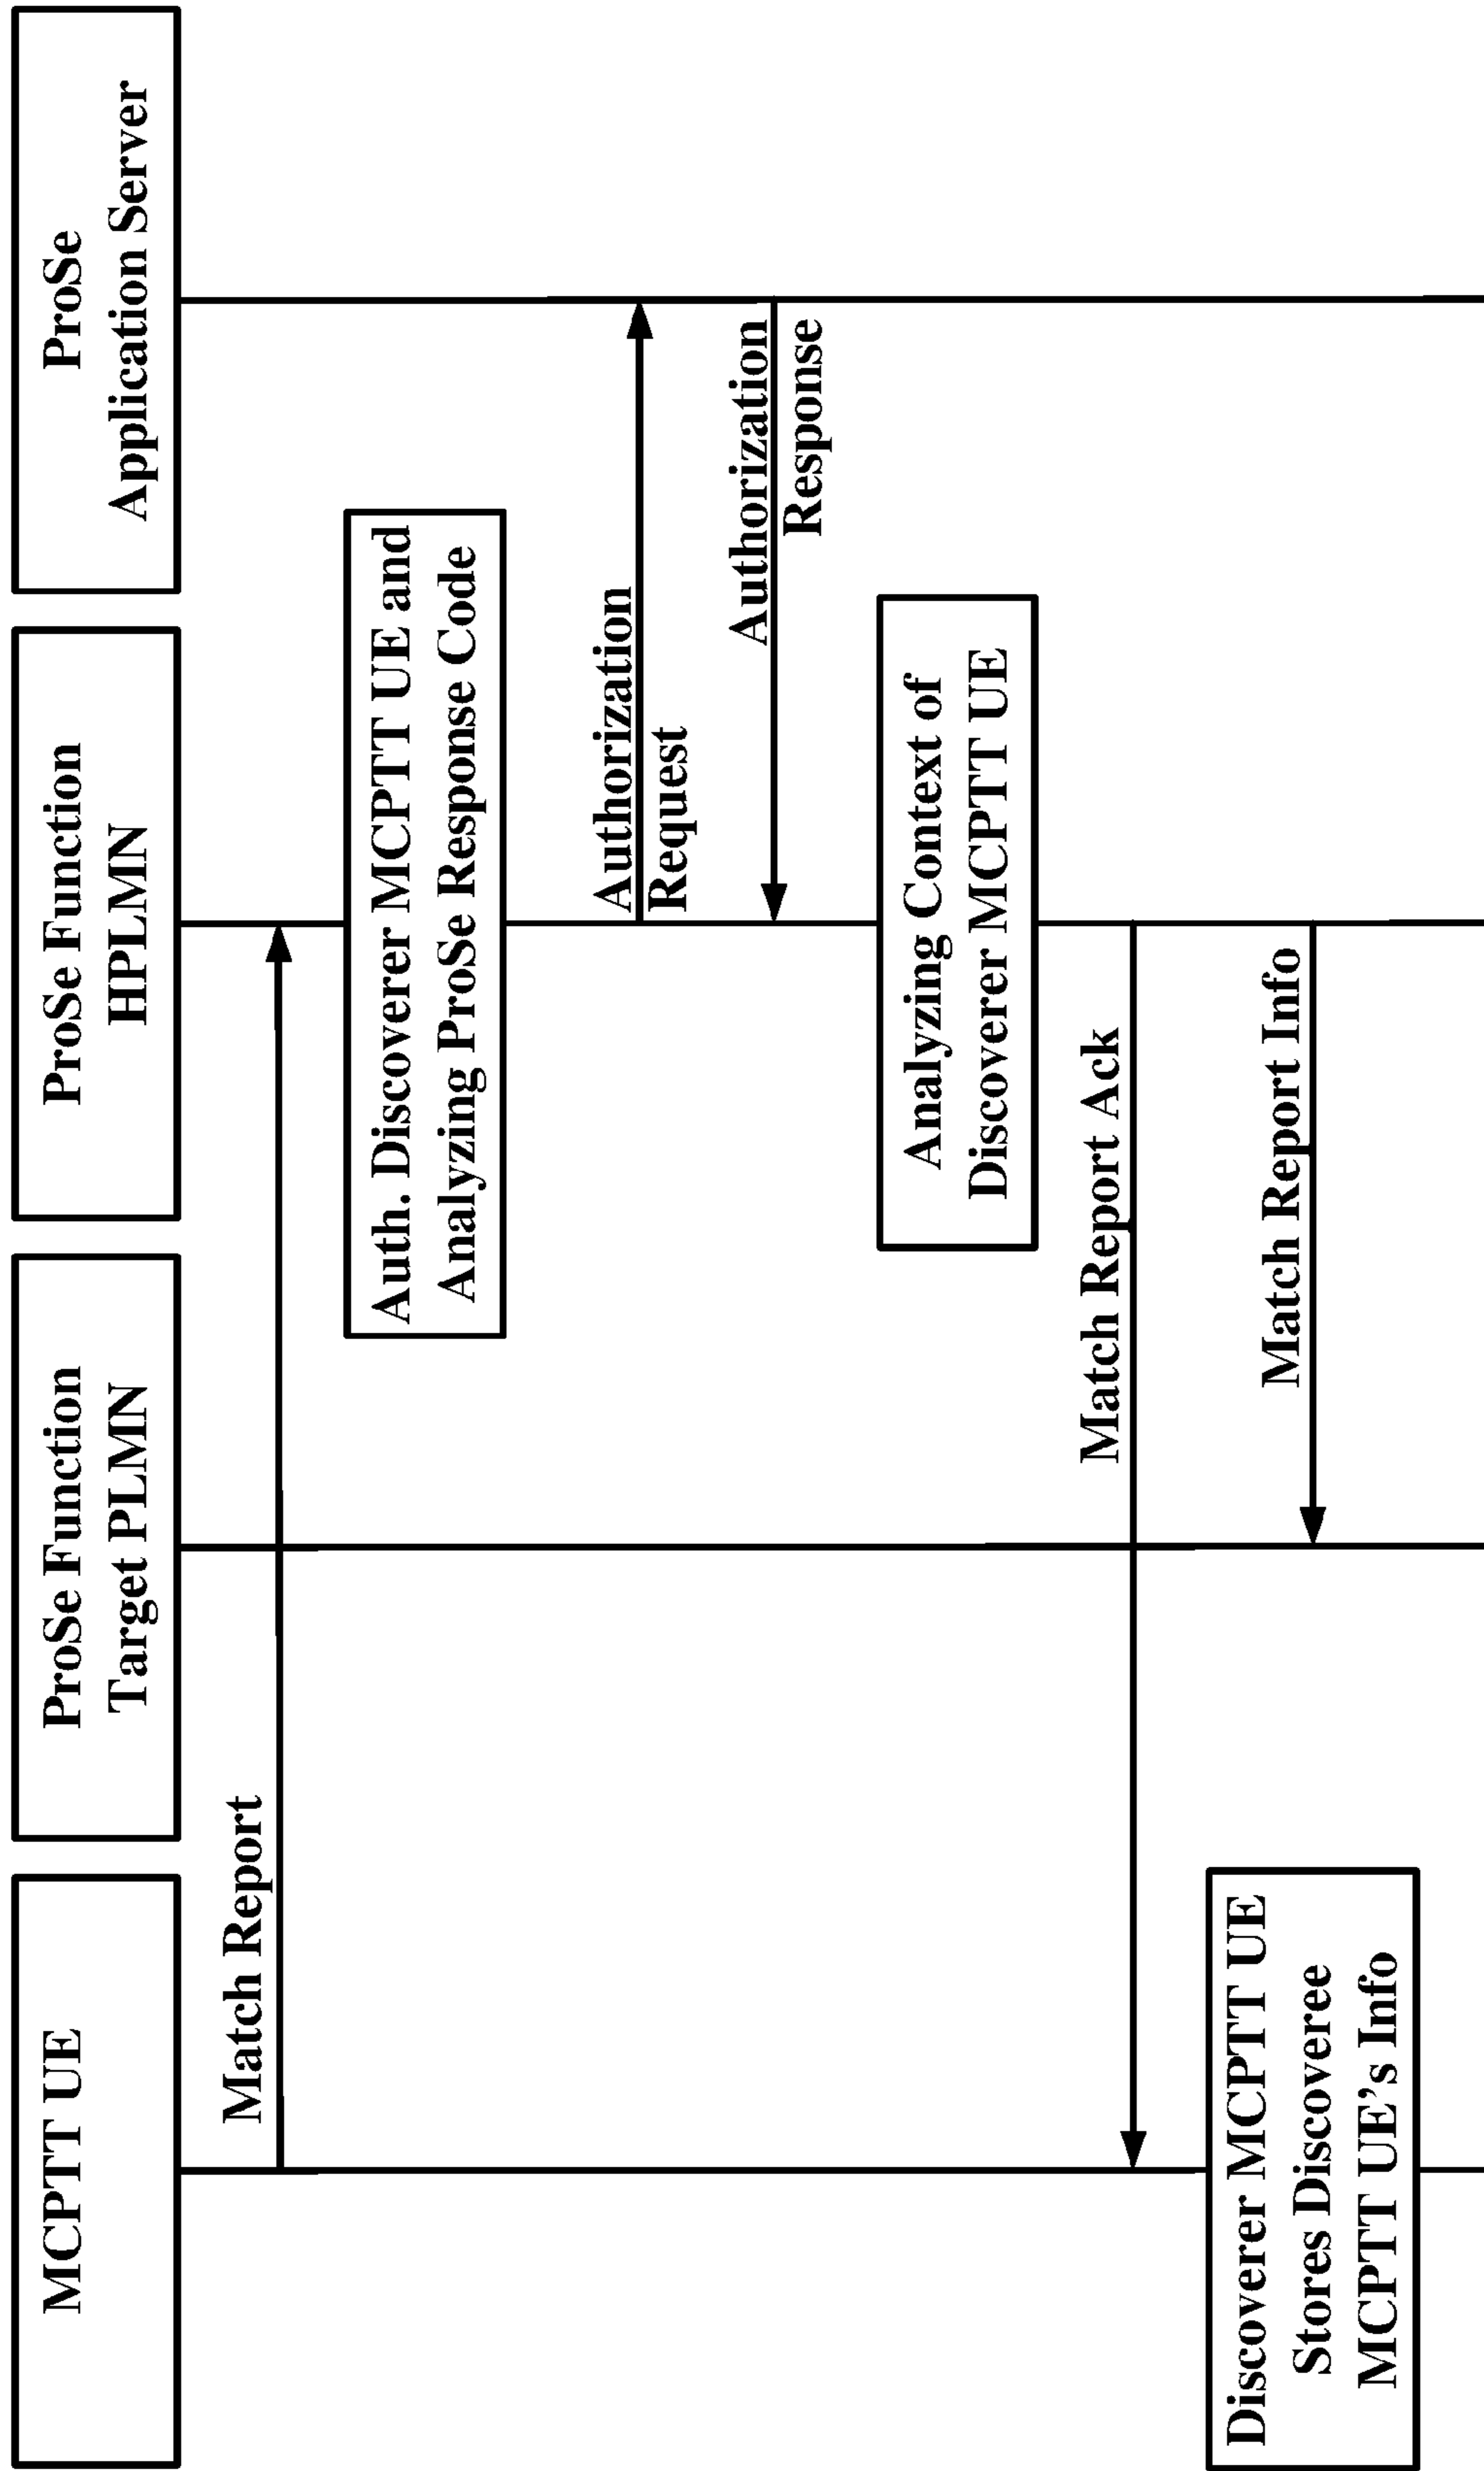 MCPTT UE
ProSe Function
Target PLMN
ProSe Function
HPLMN
ProSe
Application Server
Match Report
Auth. Discoverer MCPTT UE and
Analyzing ProSe Response Code
Authorization
Request
Authorization
Response
Analyzing Context of
Discoverer MCPTT UE
Match Report Ack
Discoverer MCPTT UE
Stores Discoveree
MCPTT UE’s Info
Match Report Info